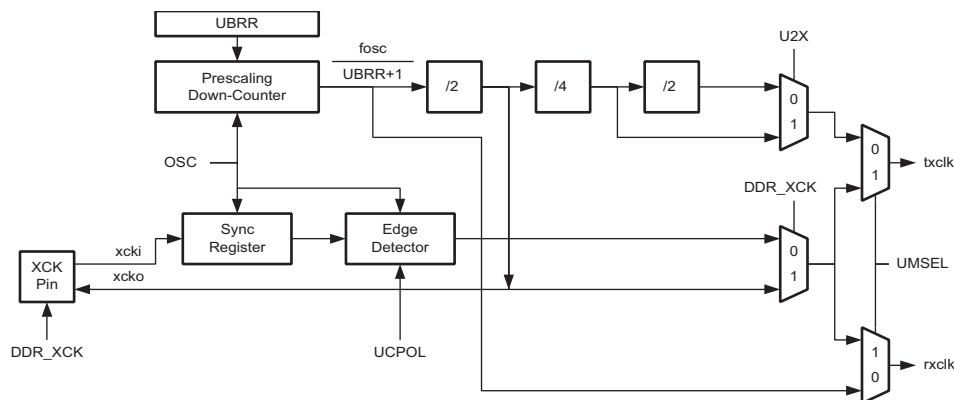 UBRR
fosc
UBRR+1
Prescaling
Down-Counter
/2
/4
/2
U2X
0
1
OSC
0
1
txclk
DDR_XCK
xcki
Sync
Register
Edge
Detector
0
1
XCK
Pin
xcko
UMSEL
DDR_XCK
UCPOL
1
0
rxclk